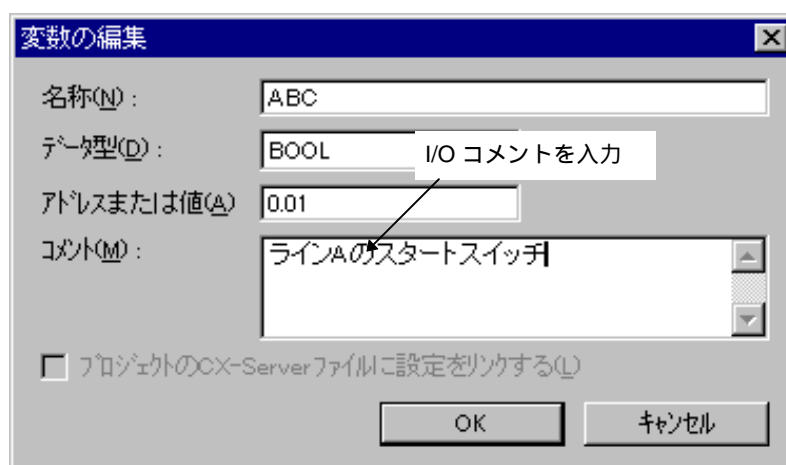 変数の編集
名称(N) :
ABC
データ型(D) :
BOOL
I/O コメントを入力
アドレスまたは値(A)
0.01
コメント(M) :
ラインAのスタートスイッチ
プロジェクトのCX-Serverファイルに設定をリンクする(L)
OK
キャンセル